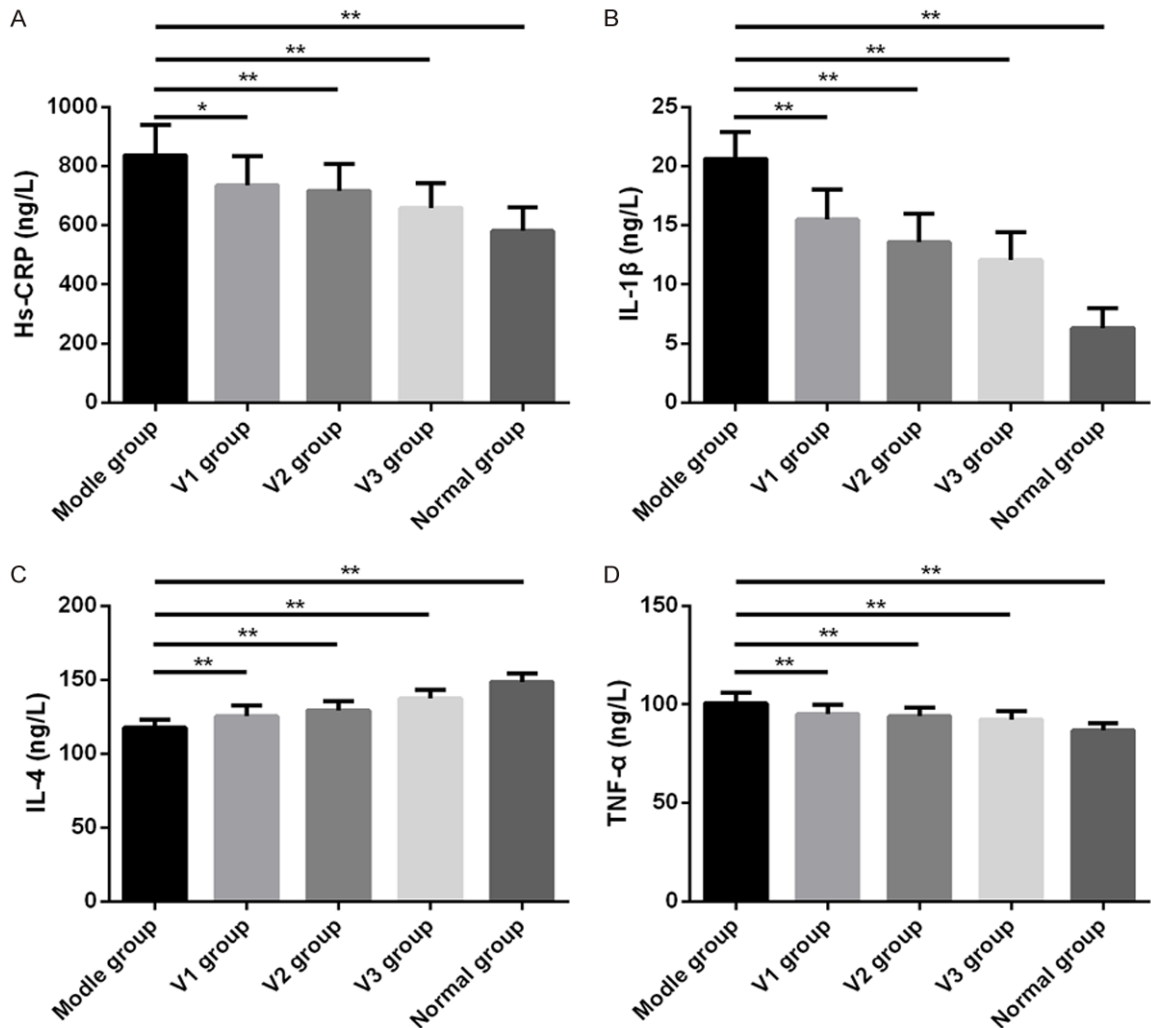 A
**
**
**
*
1000
800
600
400
200
0
Hs-CRP (ng/L)
Modle group
V1 group
V2 group
V3 group
Normal group
B
**
**
**
**
25
20
15
10
5
0
IL-1β (ng/L)
Modle group
V1 group
V2 group
V3 group
Normal group
C
**
**
**
**
200
150
100
50
0
IL-4 (ng/L)
Modle group
V1 group
V2 group
V3 group
Normal group
D
**
**
**
**
150
100
50
0
TNF-α (ng/L)
Modle group
V1 group
V2 group
V3 group
Normal group